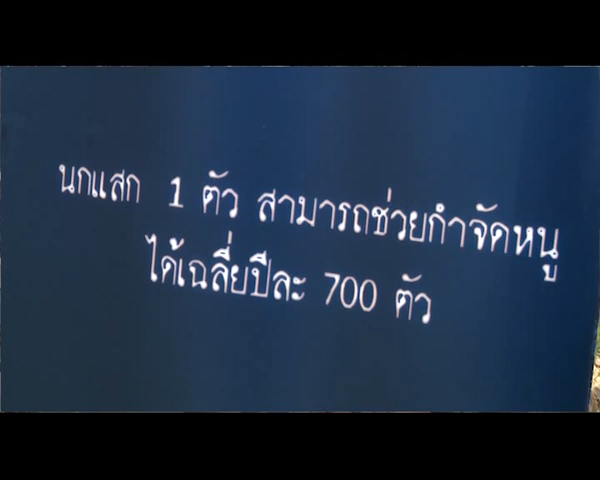 นกแสก 1 ตัว สามารถช่วยกำจัดหนู
ได้เฉลี่ยปีละ 700 ตัว